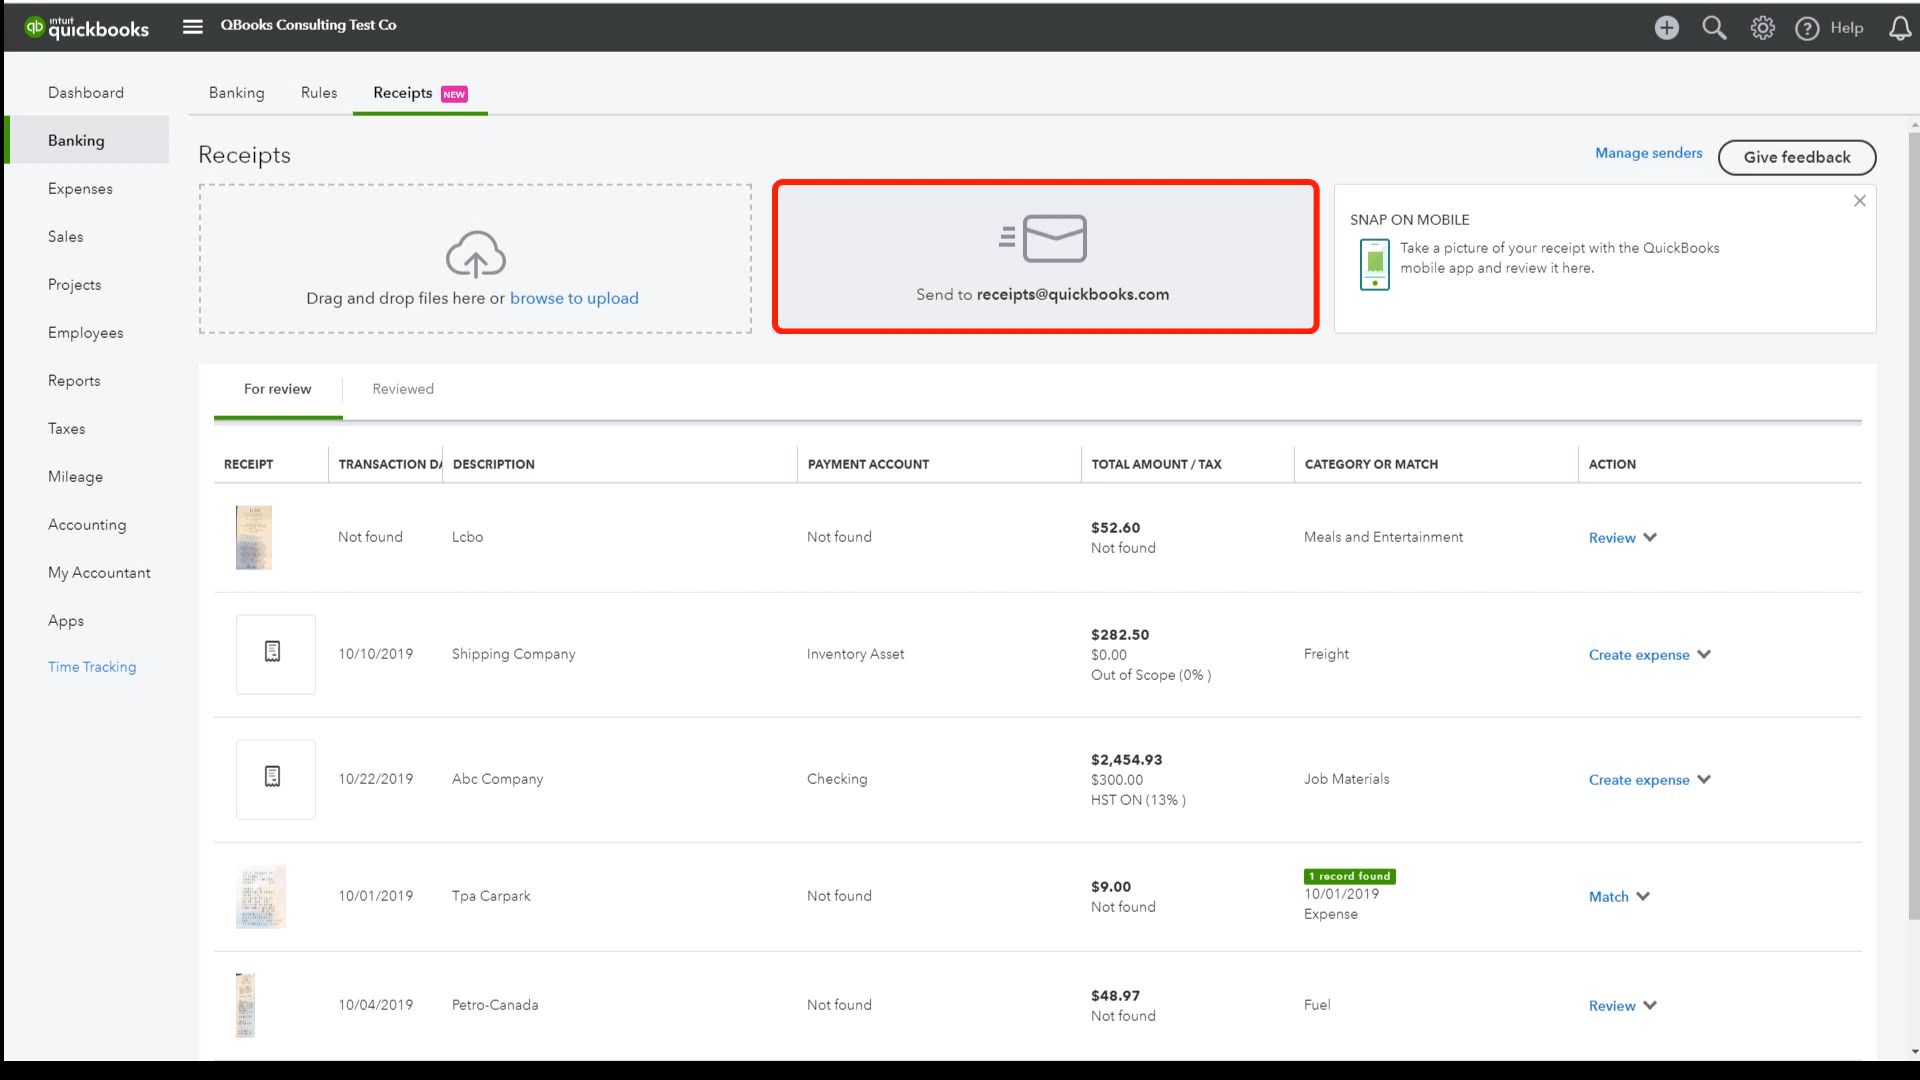 intuit
qb quickbooks
QBooks Consulting Test Co
Help
Dashboard
Banking
Expenses
Sales
Projects
Employees
Reports
Taxes
Mileage
Accounting
My Accountant
Apps
Time Tracking
Banking Rules Receipts NEW
Receipts
Manage senders
Give feedback
Drag and drop files here or browse to upload
Send to receipts@quickbooks.com
SNAP ON MOBILE
Take a picture of your receipt with the QuickBooks
mobile app and review it here.
For review Reviewed
RECEIPT TRANSACTION DA DESCRIPTION PAYMENT ACCOUNT TOTAL AMOUNT / TAX CATEGORY OR MATCH ACTION
Not found Lcbo Not found $52.60 Meals and Entertainment Review
Not found
10/10/2019 Shipping Company Inventory Asset $282.50 Freight Create expense
$0.00
Out of Scope (0% )
10/22/2019 Abc Company Checking $2,454.93 Job Materials Create expense
$300.00
HST ON (13% )
10/01/2019 Tpa Carpark Not found $9.00 1 record found Match
Not found 10/01/2019
Expense
10/04/2019 Petro-Canada Not found $48.97 Fuel Review
Not found